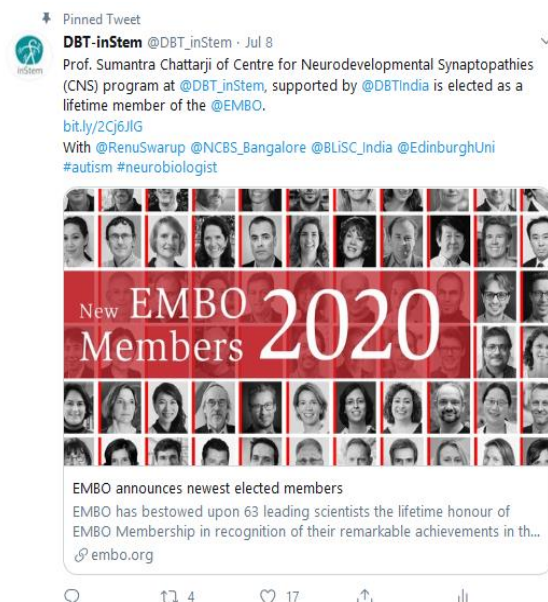 Pinned Tweet
DBT-inStem @DBT_inStem · Jul 8
inStem
Prof. Sumantra Chattarji of Centre for Neurodevelopmental Synaptopathies
(CNS) program at @DBT_inStem, supported by @DBTIndia is elected as a
lifetime member of the @EMBO.
bit.ly/2Cj6JlG
With @RenuSwarup @NCBS_Bangalore @BLiSC_India @EdinburghUni
#autism #neurobiologist
New EMBO
Members 2020
EMBO announces newest elected members
EMBO has bestowed upon 63 leading scientists the lifetime honour of
EMBO Membership in recognition of their remarkable achievements in th...
embo.org
4 17